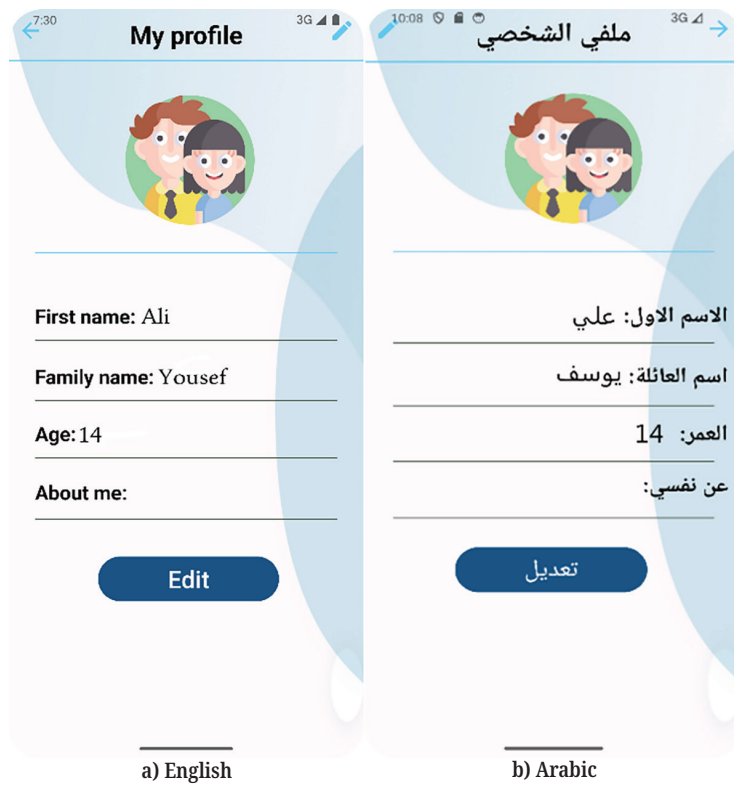 7:30 3G
My profile
First name: Ali
Family name: Yousef
Age: 14
About me:
Edit
a) English
10:08 3G
ملفي الشخصي
الاسم الاول: علي
اسم العائلة: يوسف
العمر: 14
عن نفسي:
تعديل
b) Arabic